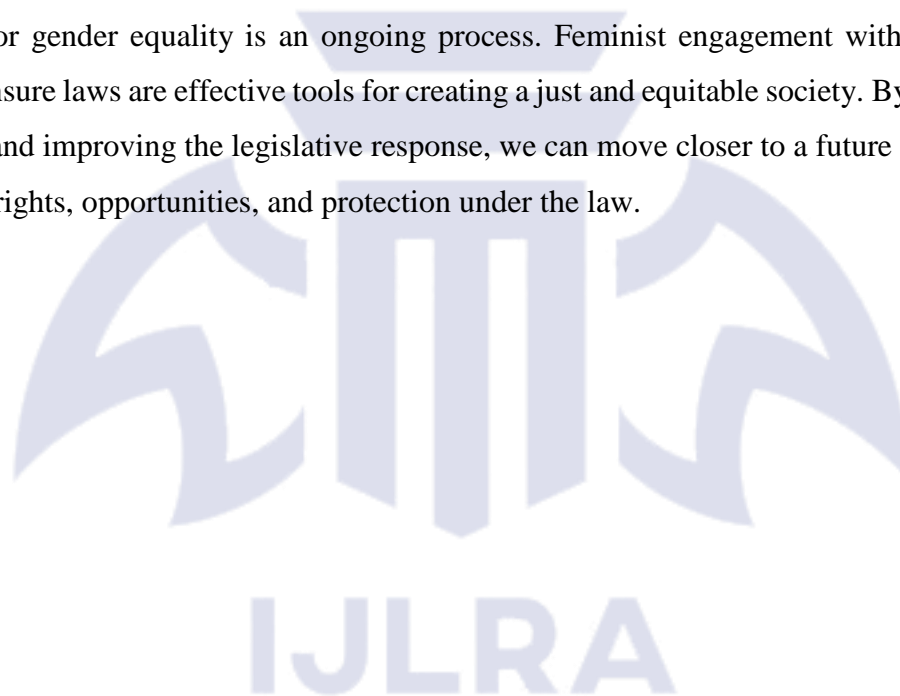 or gender equality is an ongoing process. Feminist engagement with
nsure laws are effective tools for creating a just and equitable society. By
and improving the legislative response, we can move closer to a future
rights, opportunities, and protection under the law.
IJLRA